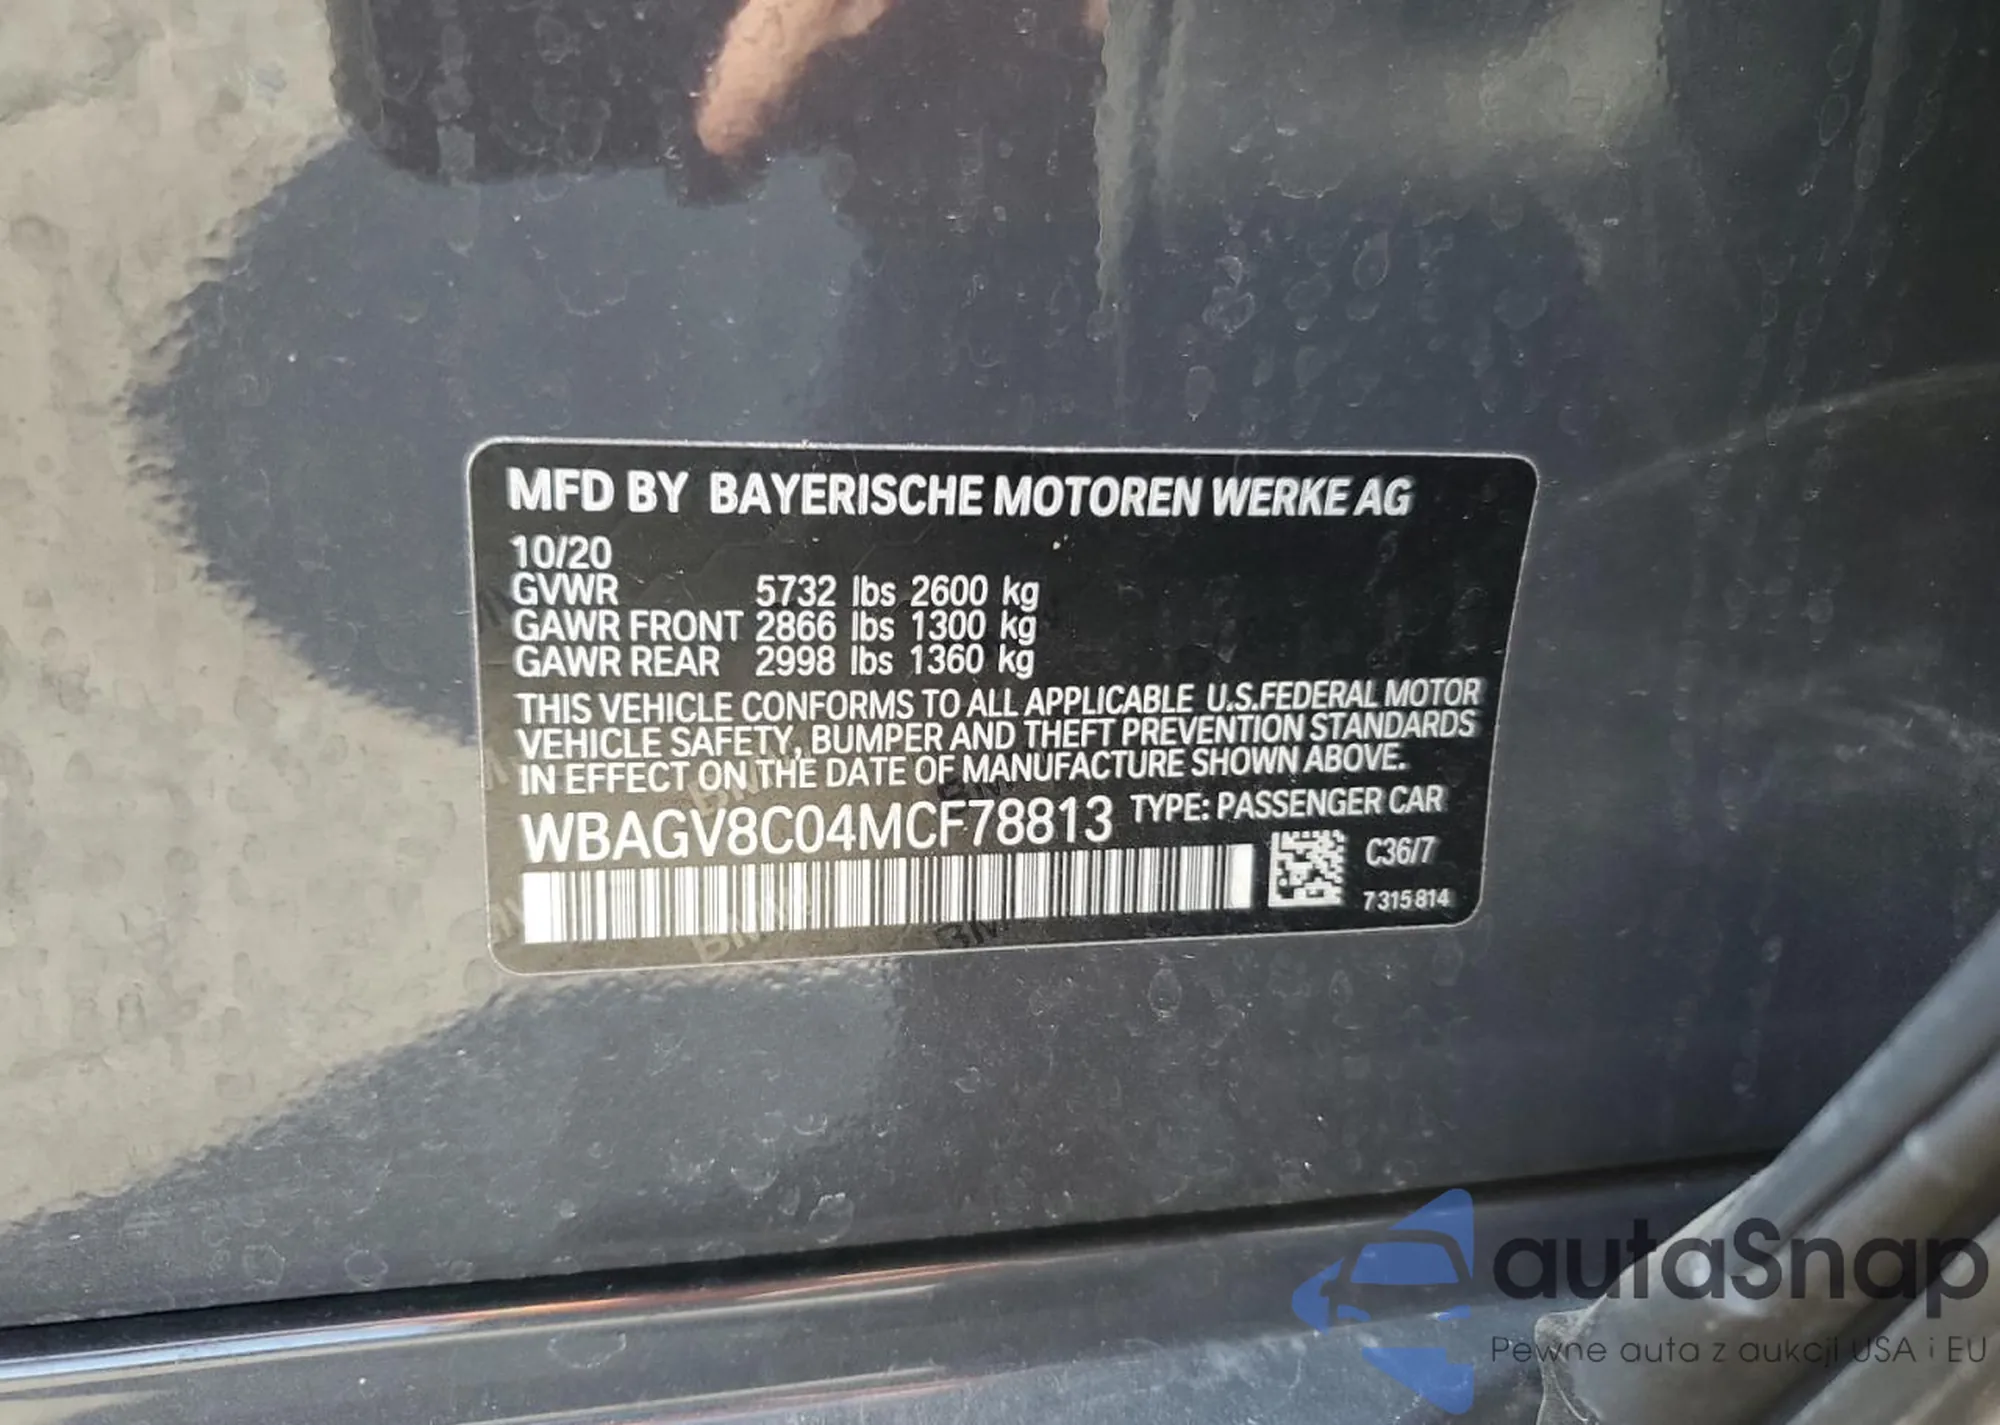 MFD BY BAYERISCHE MOTOREN WERKE AG
10/20
GVWR 5732 lbs 2600 kg
GAWR FRONT 2866 lbs 1300 kg
GAWR REAR 2998 lbs 1360 kg
THIS VEHICLE CONFORMS TO ALL APPLICABLE U.S.FEDERAL MOTOR
VEHICLE SAFETY, BUMPER AND THEFT PREVENTION STANDARDS
IN EFFECT ON THE DATE OF MANUFACTURE SHOWN ABOVE.
WBAGV8C04MCF78813 TYPE: PASSENGER CAR
C36/7
7 315 814
autaSnap
Pewne auta z aukcji USA i EU